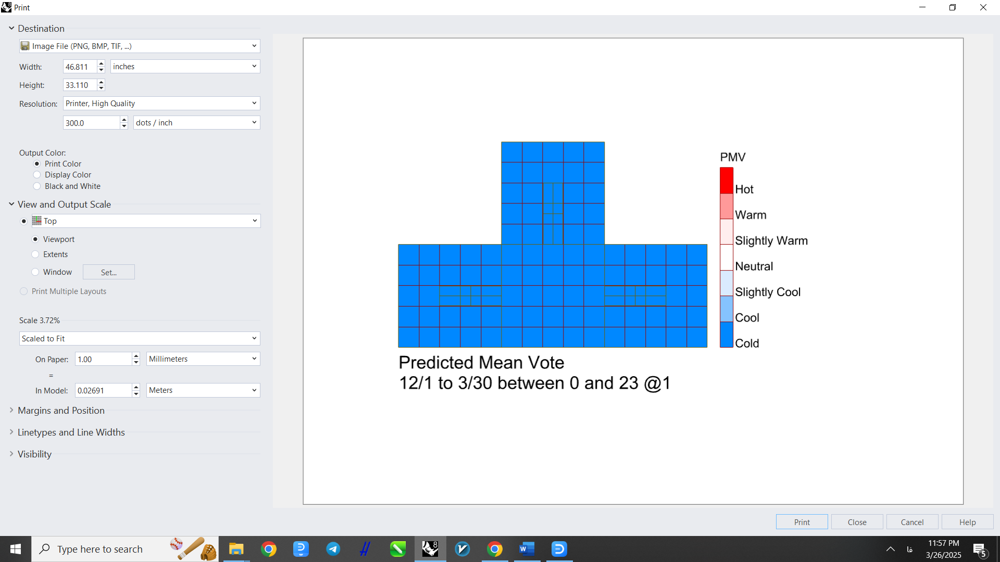 Print
Destination
Image File (PNG, BMP, TIF, ...)
Width: 46.811 inches
Height: 33.110
Resolution: Printer, High Quality
300.0 dots / inch
Output Color:
Print Color
Display Color
Black and White
View and Output Scale
Top
Viewport
Extents
Window Set...
Print Multiple Layouts
Scale 3.72%
Scaled to Fit
On Paper: 1.00 Millimeters
=
In Model: 0.02691 Meters
Margins and Position
Linetypes and Line Widths
Visibility
PMV
Hot
Warm
Slightly Warm
Neutral
Slightly Cool
Cool
Cold
Predicted Mean Vote
12/1 to 3/30 between 0 and 23 @1
Print Close Cancel Help
Type here to search
8
W
فا
11:57 PM
3/26/2025
5